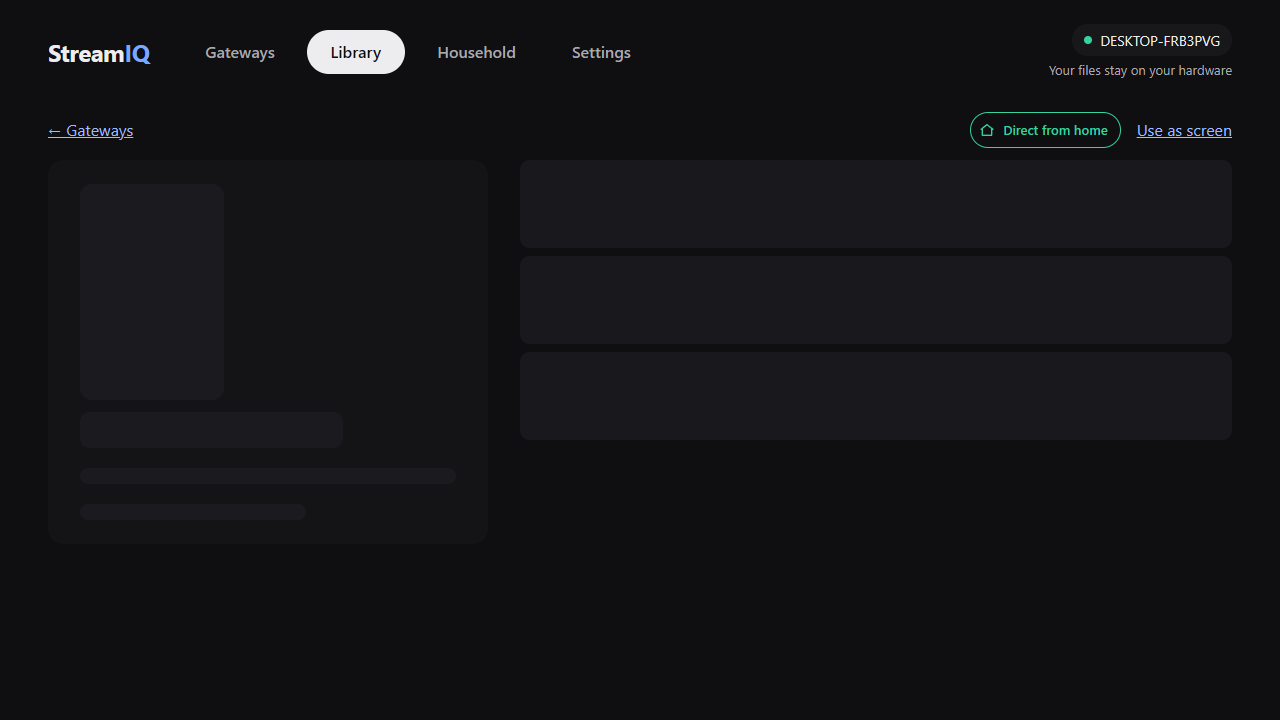 StreamIQ
Gateways
Library
Household
Settings
DESKTOP-FRB3PVG
Your files stay on your hardware
← Gateways
Direct from home
Use as screen